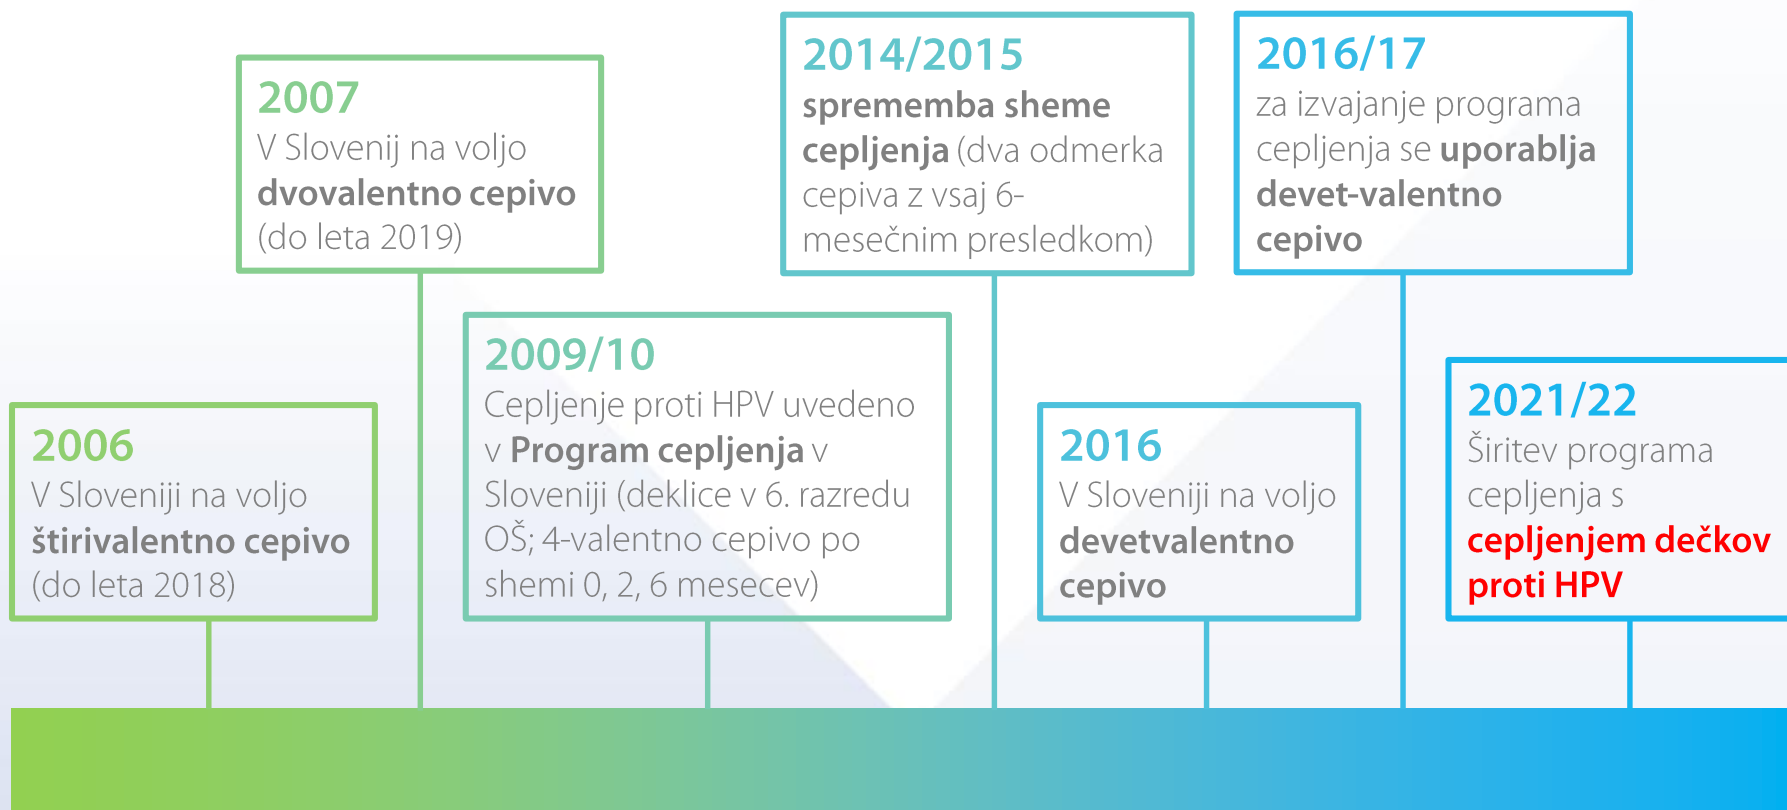 2006
V Sloveniji na voljo
štirivalentno cepivo
(do leta 2018)
2007
V Slovenij na voljo
dvovalentno cepivo
(do leta 2019)
2009/10
Cepljenje proti HPV uvedeno
v Program cepljenja v
Sloveniji (deklice v 6. razredu
OŠ; 4-valentno cepivo po
shemi 0, 2, 6 mesecev)
2014/2015
sprememba sheme
cepljenja (dva odmerka
cepiva z vsaj 6-
mesečnim presledkom)
2016
V Sloveniji na voljo
devetvalentno
cepivo
2016/17
za izvajanje programa
cepljenja se uporablja
devet-valentno
cepivo
2021/22
Širitev programa
cepljenja s
cepljenjem dečkov
proti HPV